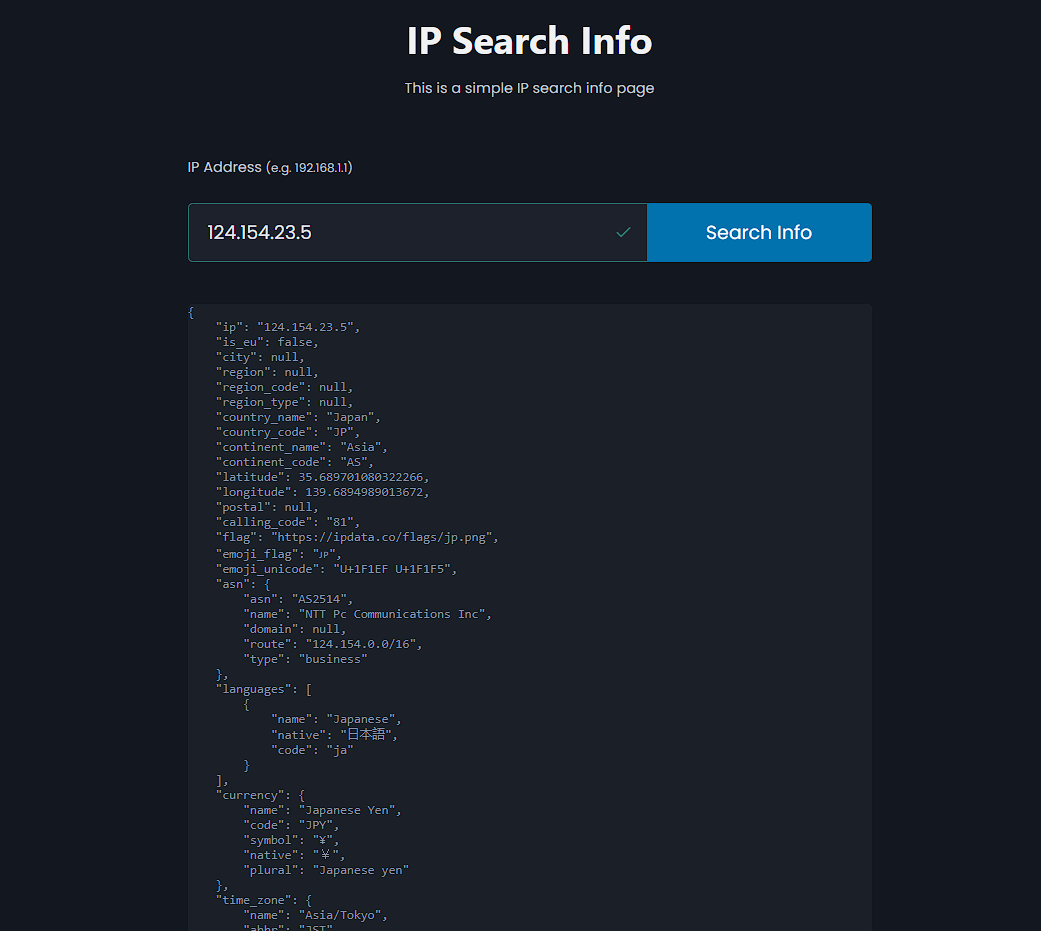 IP Search Info
This is a simple IP search info page
IP Address (e.g. 192.168.1.1)
124.154.23.5
Search Info
{
    "ip": "124.154.23.5",
    "is_eu": false,
    "city": null,
    "region": null,
    "region_code": null,
    "region_type": null,
    "country_name": "Japan",
    "country_code": "JP",
    "continent_name": "Asia",
    "continent_code": "AS",
    "latitude": 35.689701080322266,
    "longitude": 139.6894989013672,
    "postal": null,
    "calling_code": "81",
    "flag": "https://ipdata.co/flags/jp.png",
    "emoji_flag": "🇯🇵",
    "emoji_unicode": "U+1F1EF U+1F1F5",
    "asn": {
        "asn": "AS2514",
        "name": "NTT Pc Communications Inc",
        "domain": null,
        "route": "124.154.0.0/16",
        "type": "business"
    },
    "languages": [
        {
            "name": "Japanese",
            "native": "日本語",
            "code": "ja"
        }
    ],
    "currency": {
        "name": "Japanese Yen",
        "code": "JPY",
        "symbol": "¥",
        "native": "￥",
        "plural": "Japanese yen"
    },
    "time_zone": {
        "name": "Asia/Tokyo",
        "abbr": "JST",